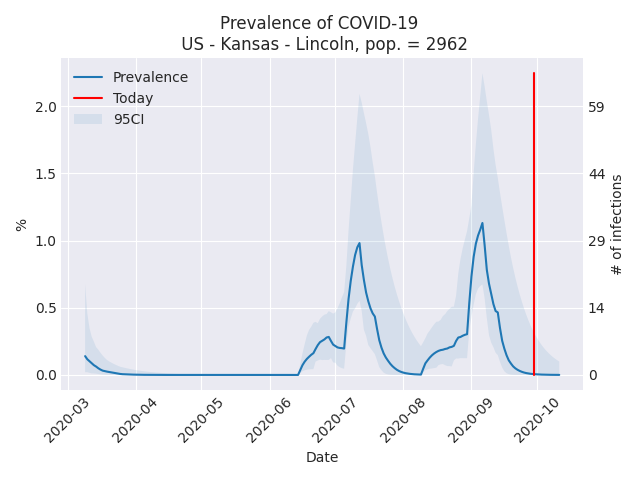 Prevalence of COVID-19
US - Kansas - Lincoln, pop. = 2962
Prevalence
Today
95CI
2.0
1.5
1.0
0.5
0.0
%
59
44
29
14
0
# of infections
2020-03
2020-04
2020-05
2020-06
2020-07
2020-08
2020-09
2020-10
Date